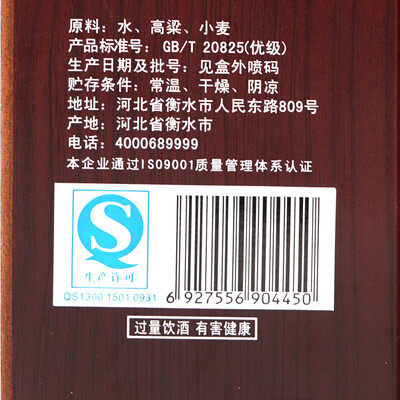 原料：水、高粱、小麦
产品标准号：GB/T 20825(优级)
生产日期及批号：见盒外喷码
贮存条件：常温、干燥、阴凉
地址：河北省衡水市人民东路809号
产地：河北省衡水市
电话：4000689999
本企业通过ISO9001质量管理体系认证
QS
生产许可
QS1300 1501 0931
6 927556 904450
过量饮酒 有害健康